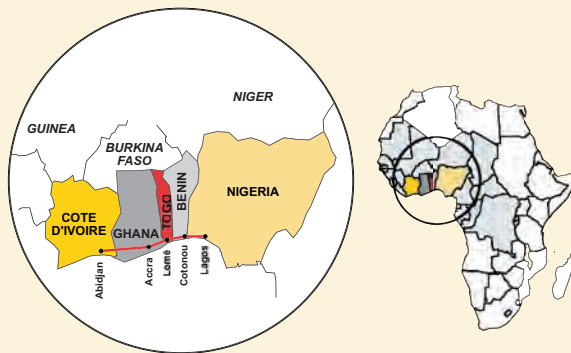 NIGER
GUINEA
BURKINA
FASO
BENIN
TOGO
NIGERIA
COTE
D'IVOIRE
GHANA
Abidjan
Accra
Lomé
Cotonou
Lagos